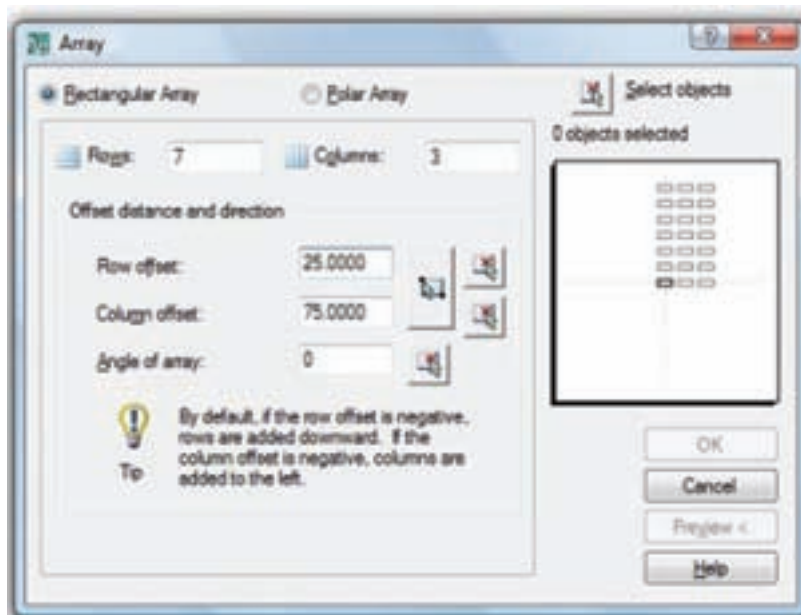 Array
Rectangular Array Polar Array Select objects
0 objects selected
Rows: 7 Columns: 3
Offset distance and direction
Row offset: 25.0000
Column offset: 75.0000
Angle of array: 0
By default, if the row offset is negative,
rows are added downward. If the
column offset is negative, columns are
added to the left.
Tip
OK
Cancel
Preview <
Help